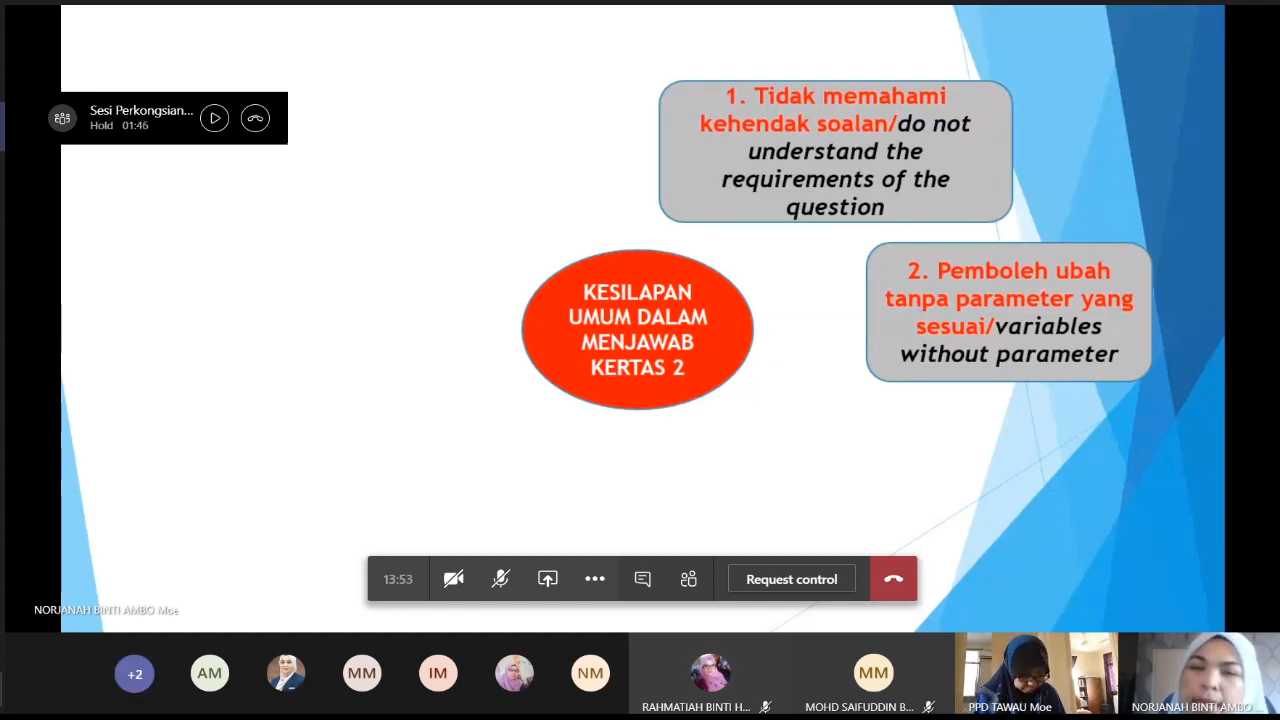 Sesi Perkongsian...
Hold 01:46
1. Tidak memahami
kehendak soalan/do not
understand the
requirements of the
question
2. Pemboleh ubah
tanpa parameter yang
sesuai/variables
without parameter
KESILAPAN
UMUM DALAM
MENJAWAB
KERTAS 2
13:53
Request control
NORJANAH BINTI AMBO Moe
+2
AM
MM
IM
NM
MM
RAHMATIAH BINTI H...
MOHD SAIFUDDIN B...
PPD TAWAU Moe
NORJANAH BINTI AMBO ...